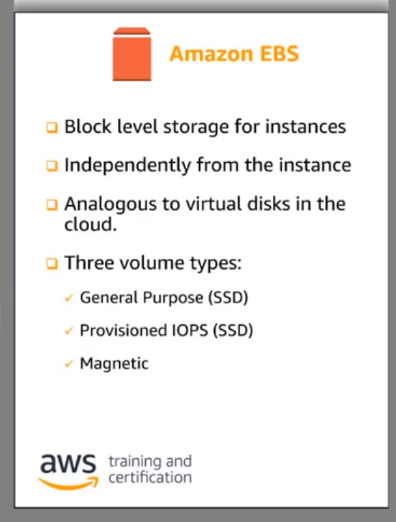 Amazon EBS
Block level storage for instances
Independently from the instance
Analogous to virtual disks in the
cloud.
Three volume types:
General Purpose (SSD)
Provisioned IOPS (SSD)
Magnetic
aws training and
certification